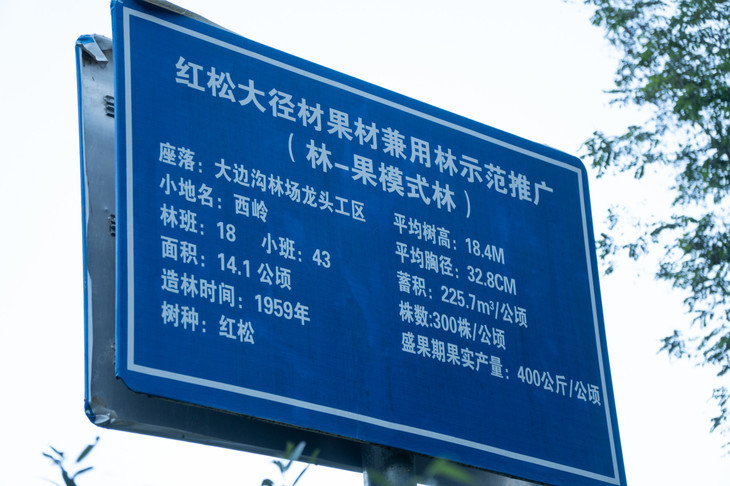 红松大径材果材兼用林示范推广
（林-果模式林）
座落：大边沟林场龙头工区
小地名：西岭
林班：18 小班：43
面积：14.1公顷
造林时间：1959年
树种：红松
平均树高：18.4M
平均胸径：32.8CM
蓄积：225.7m³/公顷
株数:300株/公顷
盛果期果实产量：400公斤/公顷